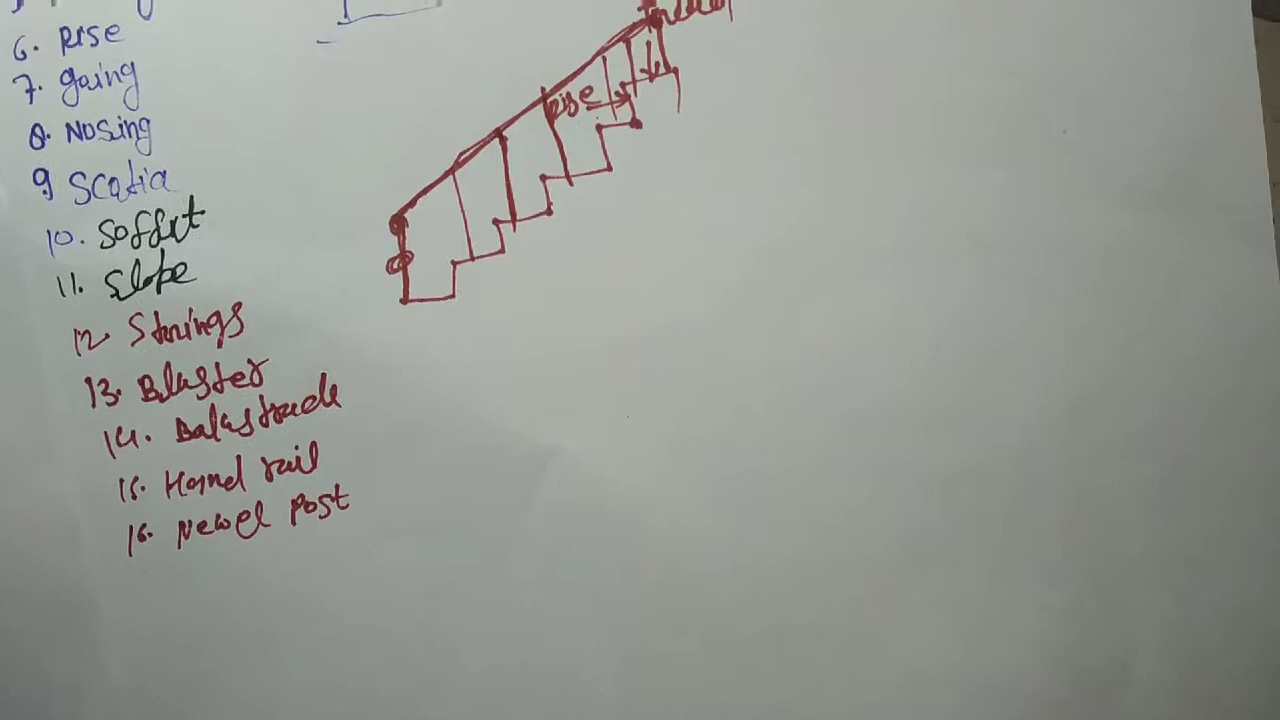 6. Rise
7. going
8. Nosing
9 Scotia
10. Soffit
11. Slope
12. Strings
13. Blaster
14. Balustrade
15. Hand rail
16. Newel Post
Rise